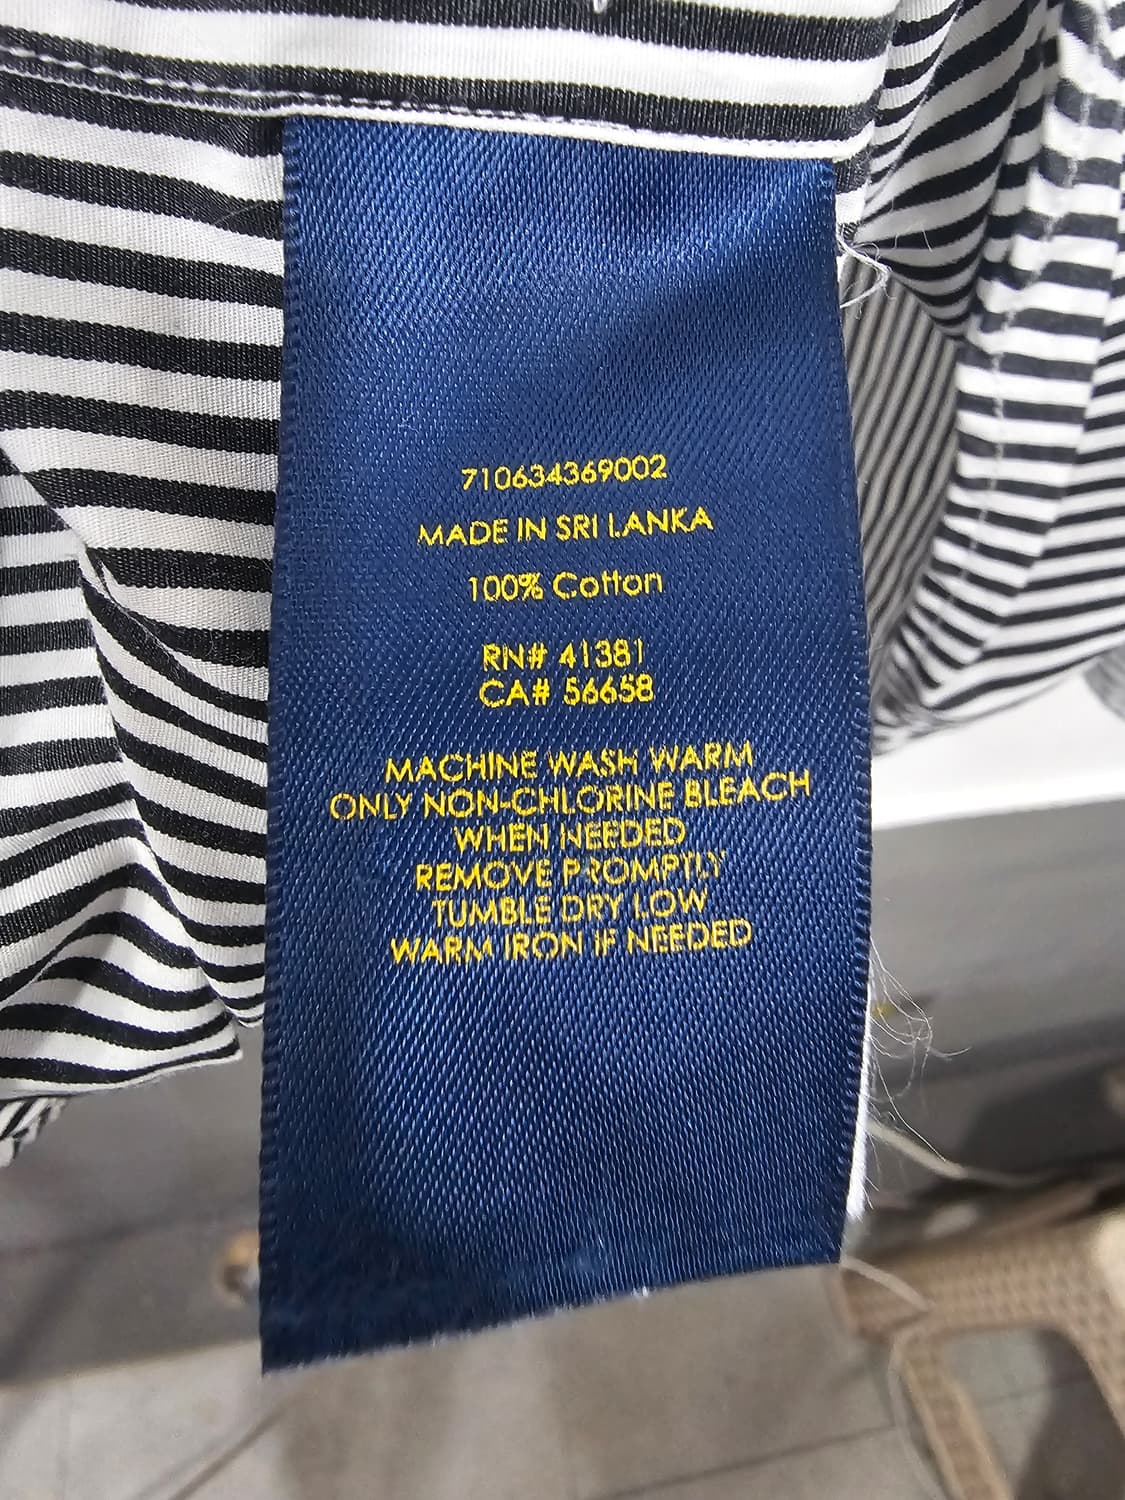 710634369002
MADE IN SRI LANKA
100% Cotton
RN# 41381
CA# 56658
MACHINE WASH WARM
ONLY NON-CHLORINE BLEACH
WHEN NEEDED
REMOVE PROMPTLY
TUMBLE DRY LOW
WARM IRON IF NEEDED